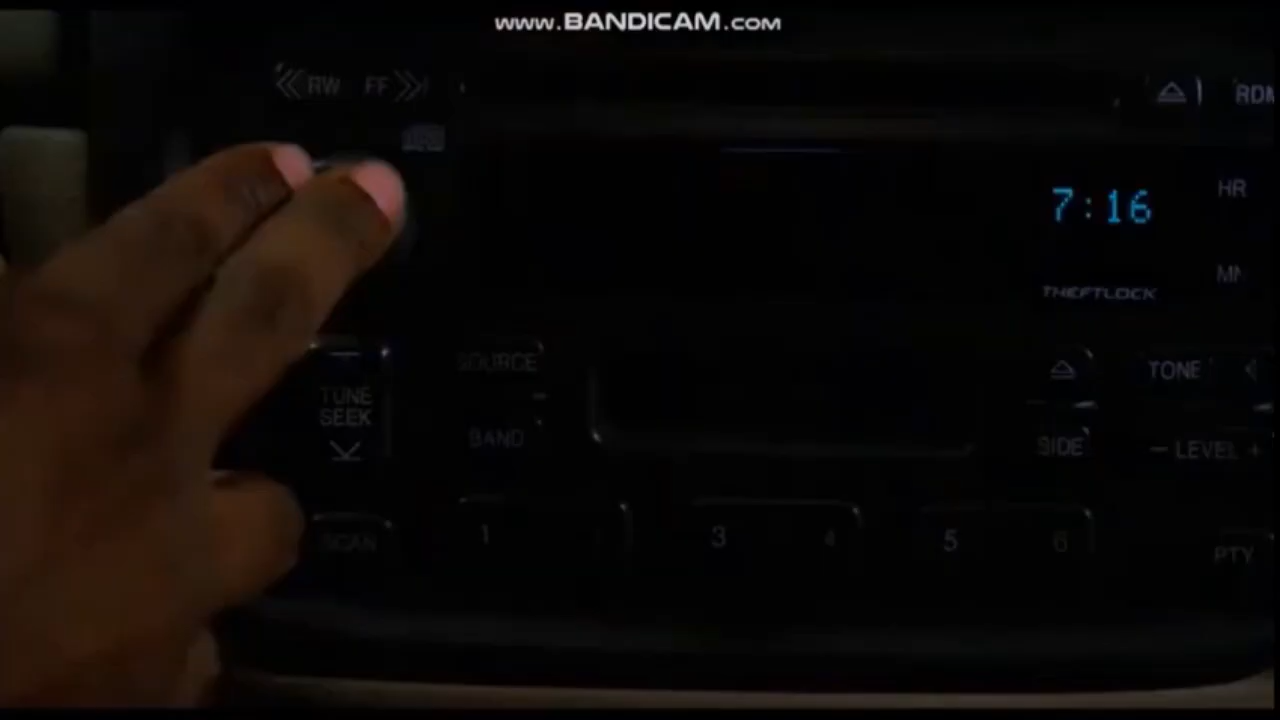 www.BANDICAM.com
RW FF
RDM
7:16
HR
THEFTLOCK
MN
SOURCE
TONE
TUNE
SEEK
BAND
SIDE
− LEVEL +
1 3 4 5 6
SCAN
PTY